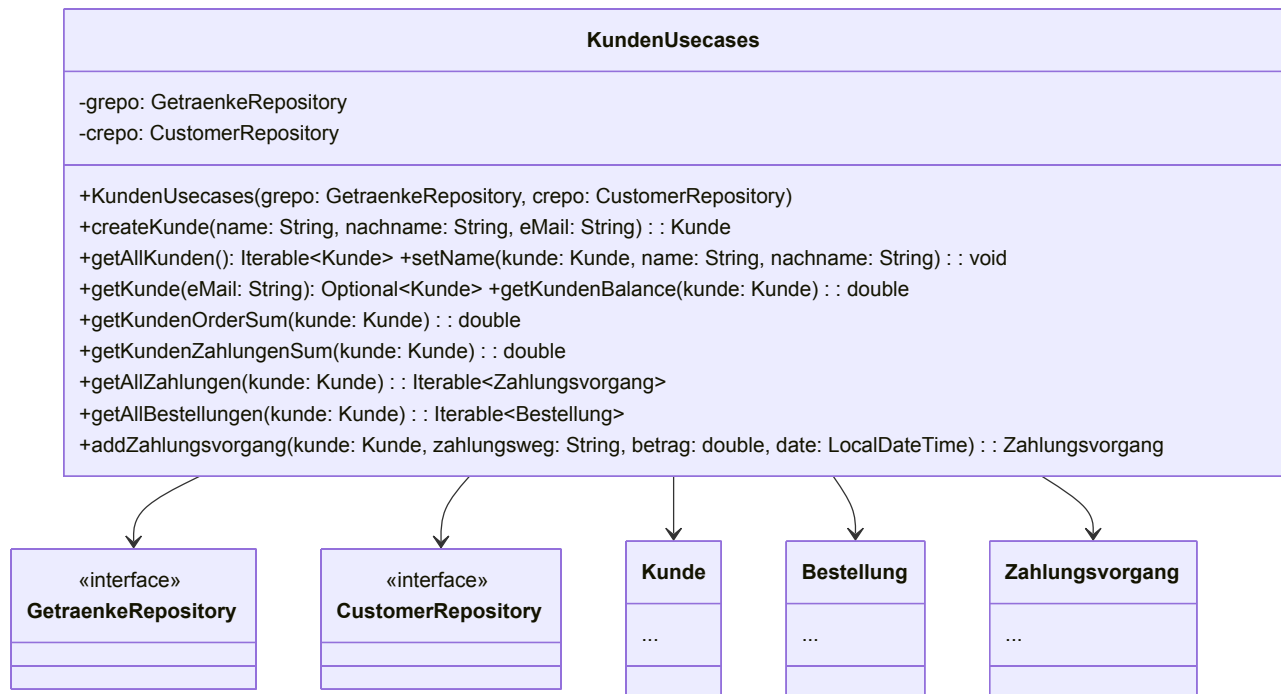 KundenUsecases
-grepo: GetraenkeRepository
-crepo: CustomerRepository
+KundenUsecases(grepo: GetraenkeRepository, crepo: CustomerRepository)
+createKunde(name: String, nachname: String, eMail: String) : : Kunde
+getAllKunden(): Iterable<Kunde> +setName(kunde: Kunde, name: String, nachname: String) : : void
+getKunde(eMail: String): Optional<Kunde> +getKundenBalance(kunde: Kunde) : : double
+getKundenOrderSum(kunde: Kunde) : : double
+getKundenZahlungenSum(kunde: Kunde) : : double
+getAllZahlungen(kunde: Kunde) : : Iterable<Zahlungsvorgang>
+getAllBestellungen(kunde: Kunde) : : Iterable<Bestellung>
+addZahlungsvorgang(kunde: Kunde, zahlungsweg: String, betrag: double, date: LocalDateTime) : : Zahlungsvorgang
«interface»
GetraenkeRepository
«interface»
CustomerRepository
Kunde
...
Bestellung
...
Zahlungsvorgang
...